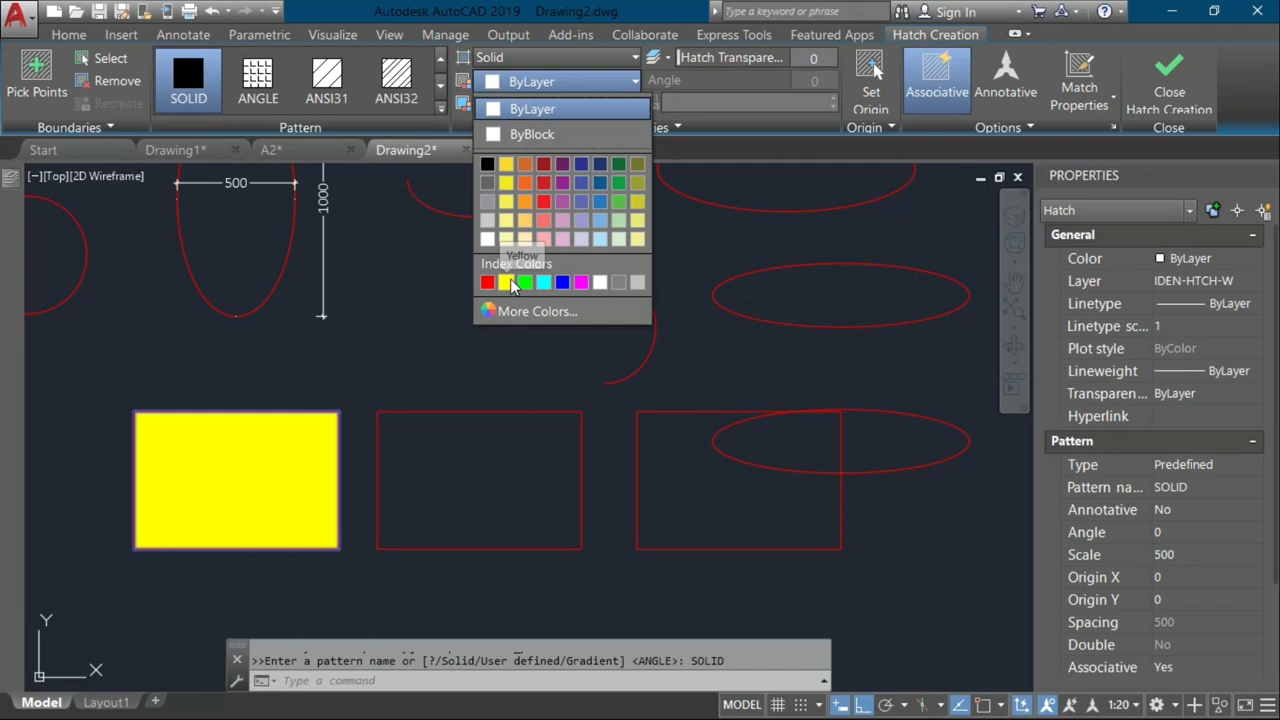 Autodesk AutoCAD 2019 Drawing2.dwg
Type a keyword or phrase
Sign In
Home
Insert
Annotate
Parametric
Visualize
View
Manage
Output
Add-ins
Collaborate
Express Tools
Featured Apps
Hatch Creation
Pick Points
Select
Remove
Recreate
Boundaries
SOLID
ANGLE
ANSI31
ANSI32
Pattern
Solid
ByLayer
Hatch Transpare... 0
Angle 0
Set
Origin
Origin
Associative
Annotative
Match
Properties
Options
Close
Hatch Creation
Close
ByLayer
ByBlock
Yellow
Index Colors
More Colors...
Start
Drawing1*
A2*
Drawing2*
[−][Top][2D Wireframe]
500
1000
Y
X
PROPERTIES
Hatch
General
Color ByLayer
Layer IDEN-HTCH-W
Linetype ByLayer
Linetype sc... 1
Plot style ByColor
Lineweight ByLayer
Transparen... ByLayer
Hyperlink
Pattern
Type Predefined
Pattern na... SOLID
Annotative No
Angle 0
Scale 500
Origin X 0
Origin Y 0
Spacing 500
Double No
Associative Yes
>>Enter a pattern name or [?/Solid/User defined/Gradient] <ANGLE>: SOLID
Type a command
Model
Layout1
MODEL
1:20